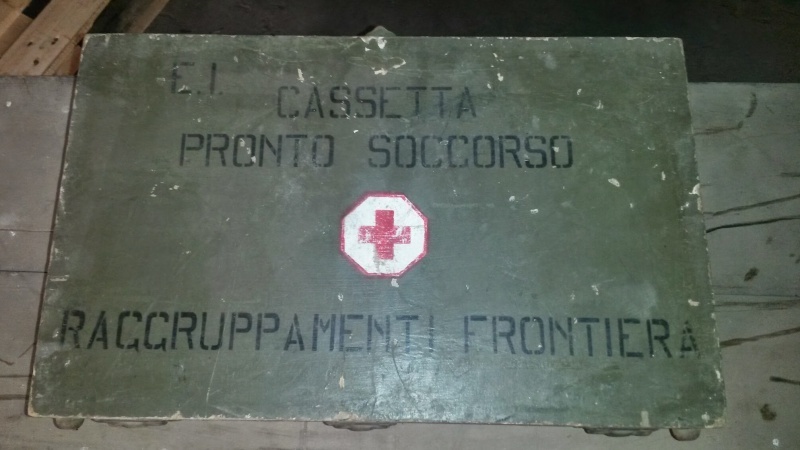 E.I.
CASSETTA
PRONTO SOCCORSO
RAGGRUPPAMENTI FRONTIERA